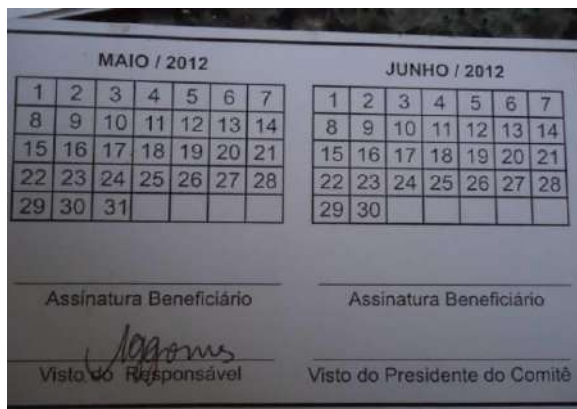 MAIO / 2012
1 2 3 4 5 6 7
8 9 10 11 12 13 14
15 16 17 18 19 20 21
22 23 24 25 26 27 28
29 30 31
Assinatura Beneficiário
Visto do Responsável
JUNHO / 2012
1 2 3 4 5 6 7
8 9 10 11 12 13 14
15 16 17 18 19 20 21
22 23 24 25 26 27 28
29 30
Assinatura Beneficiário
Visto do Presidente do Comitê